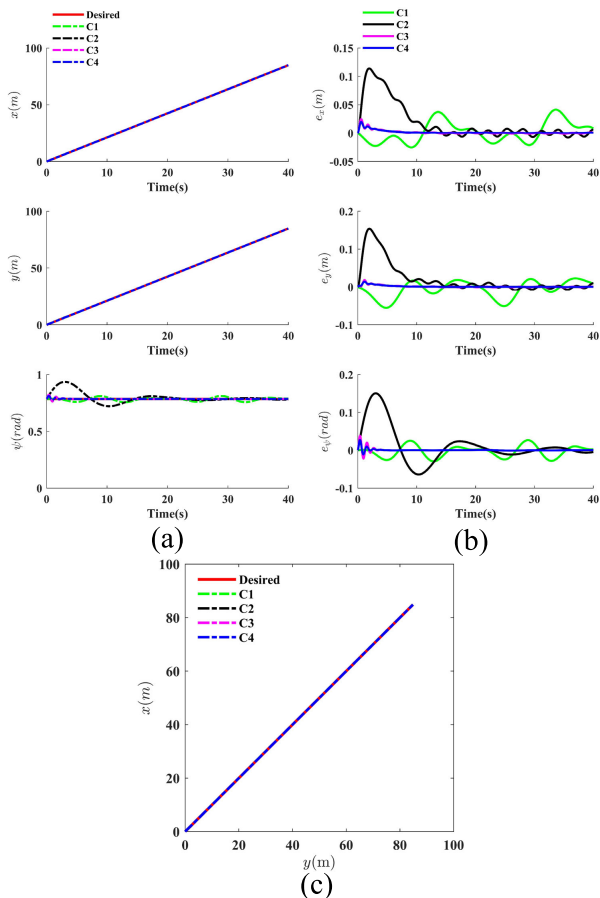 Desired
C1
C2
C3
C4
100
50
0
x(m)
0 10 20 30 40
Time(s)
100
50
0
y(m)
0 10 20 30 40
Time(s)
1
0.5
0
ψ(rad)
0 10 20 30 40
Time(s)
(a)
C1
C2
C3
C4
0.15
0.1
0.05
0
-0.05
e_x(m)
0 10 20 30 40
Time(s)
0.2
0.1
0
-0.1
e_y(m)
0 10 20 30 40
Time(s)
0.2
0.1
0
-0.1
e_ψ(rad)
0 10 20 30 40
Time(s)
(b)
Desired
C1
C2
C3
C4
100
80
60
40
20
0
x(m)
0 20 40 60 80 100
y(m)
(c)